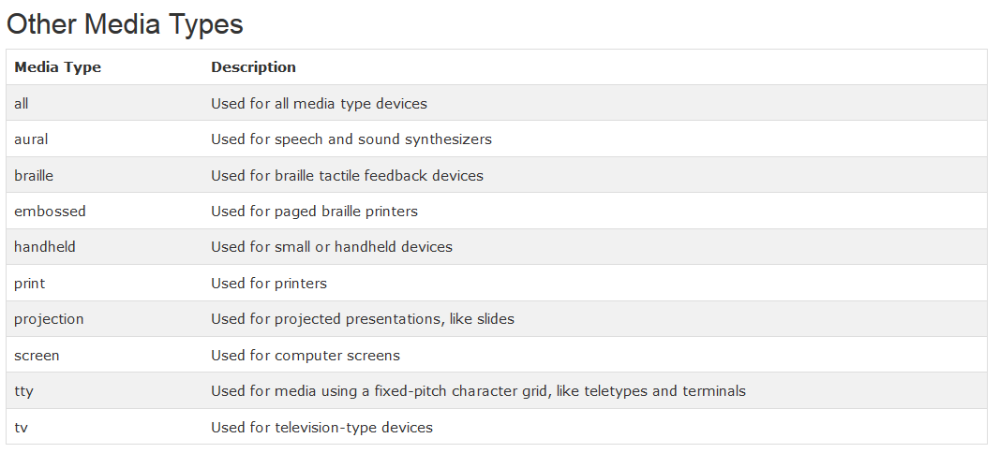 Other Media Types
Media Type Description
all Used for all media type devices
aural Used for speech and sound synthesizers
braille Used for braille tactile feedback devices
embossed Used for paged braille printers
handheld Used for small or handheld devices
print Used for printers
projection Used for projected presentations, like slides
screen Used for computer screens
tty Used for media using a fixed-pitch character grid, like teletypes and terminals
tv Used for television-type devices